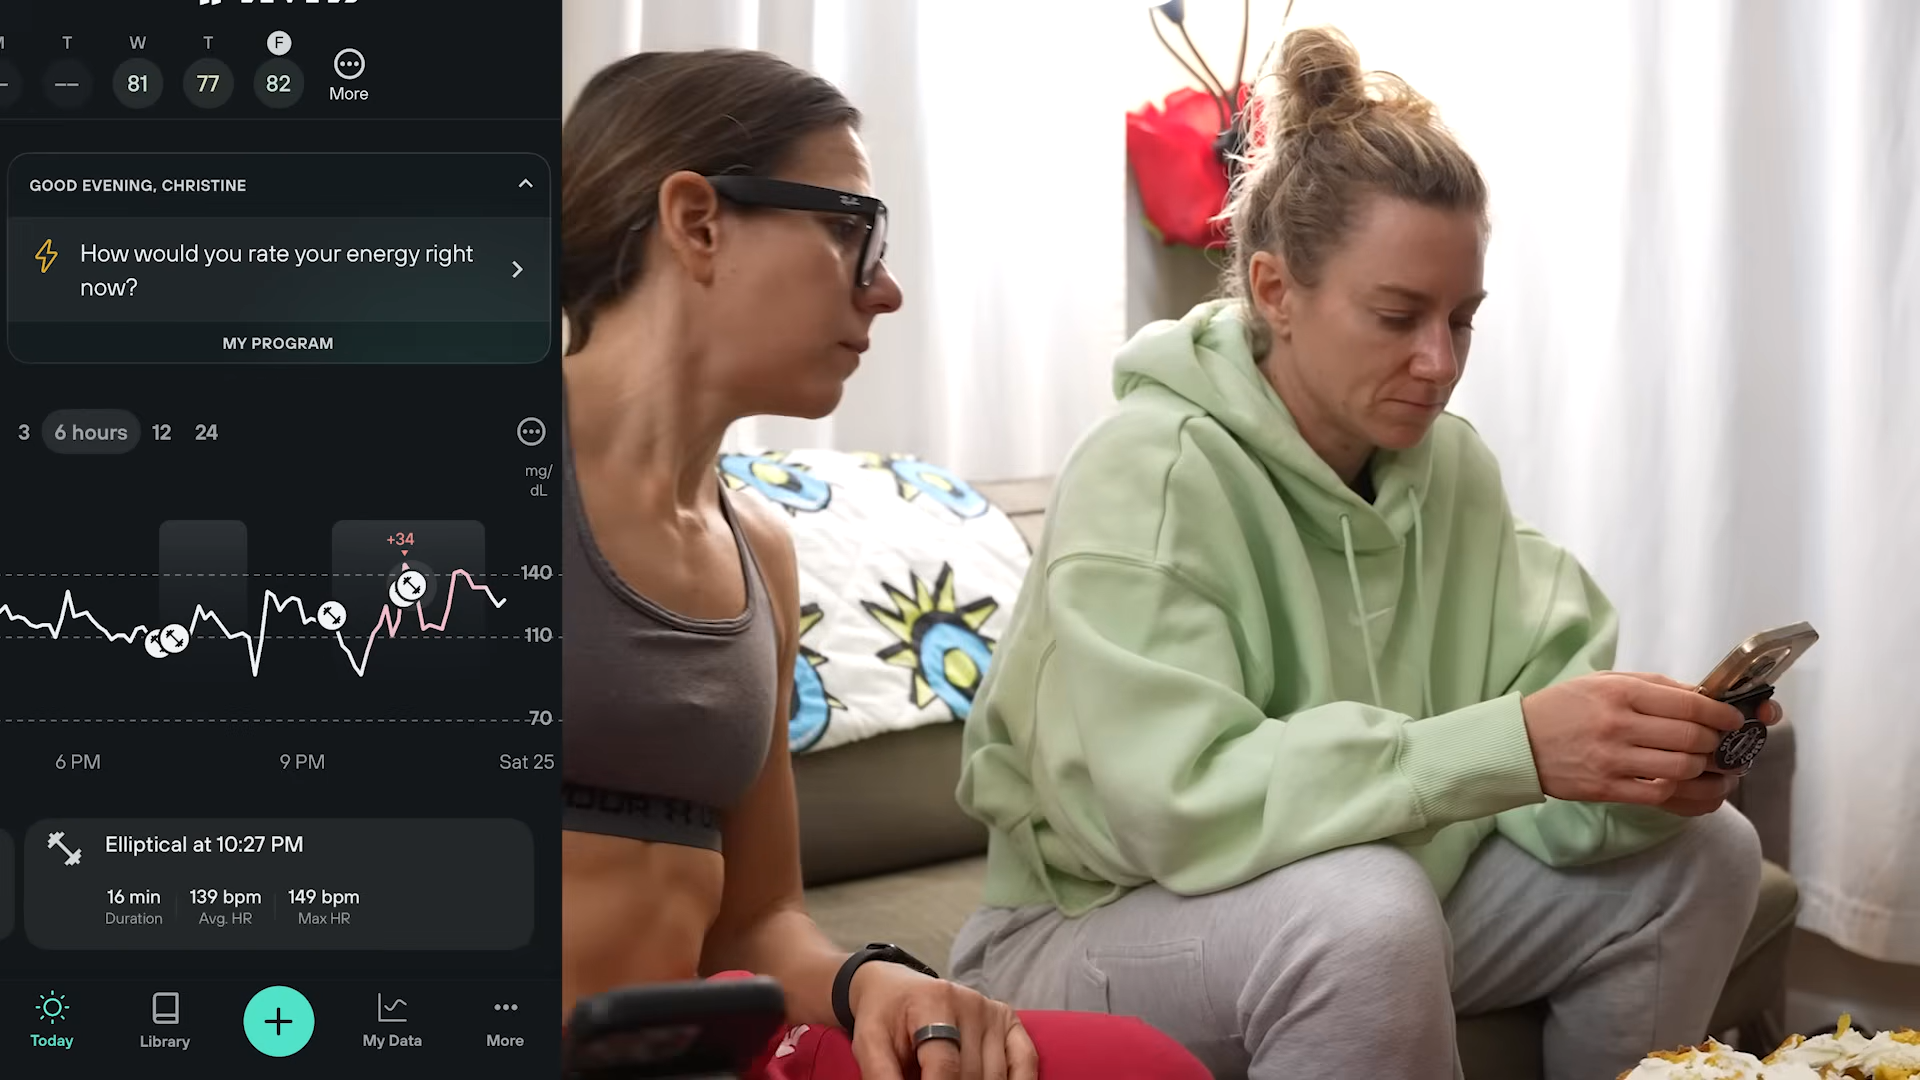 T W T F
-- 81 77 82
More
GOOD EVENING, CHRISTINE
How would you rate your energy right
now?
MY PROGRAM
3 6 hours 12 24
mg/
dL
+34
140
110
70
6 PM 9 PM Sat 25
Elliptical at 10:27 PM
16 min 139 bpm 149 bpm
Duration Avg. HR Max HR
Today Library My Data More
Ray-Ban